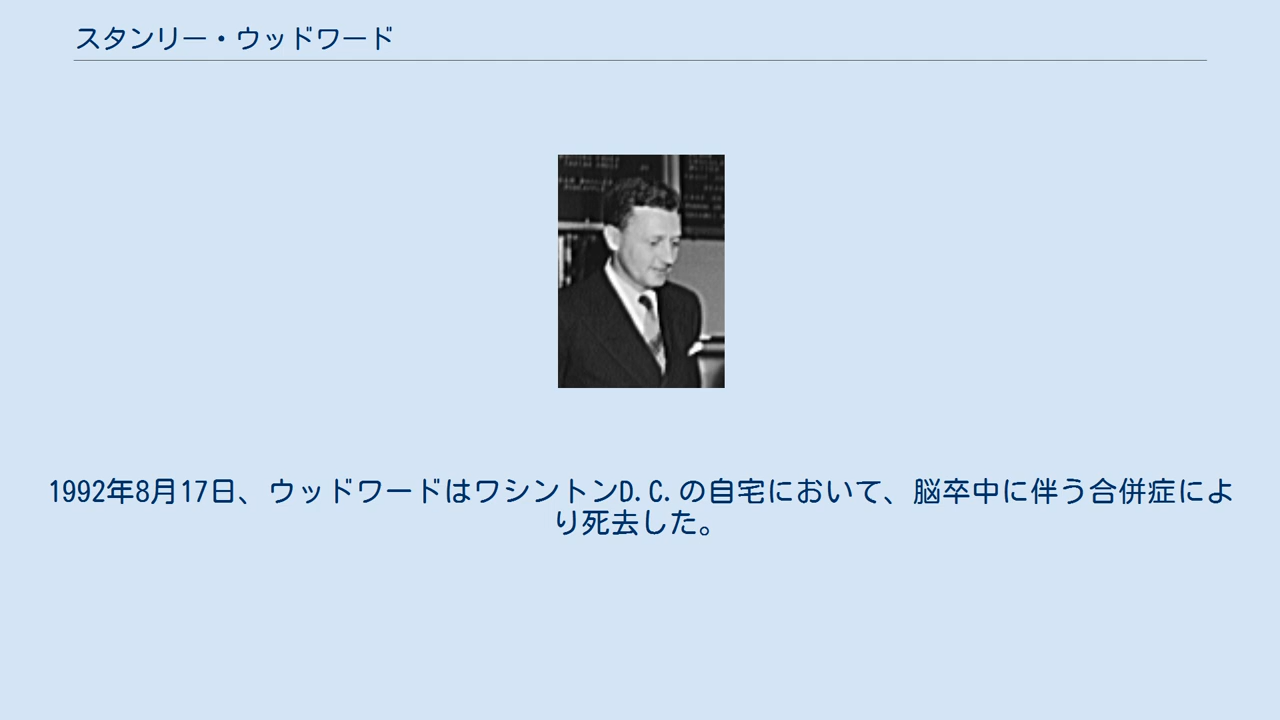 スタンリー・ウッドワード
1992年8月17日、ウッドワードはワシントンD.C.の自宅において、脳卒中に伴う合併症によ
り死去した。